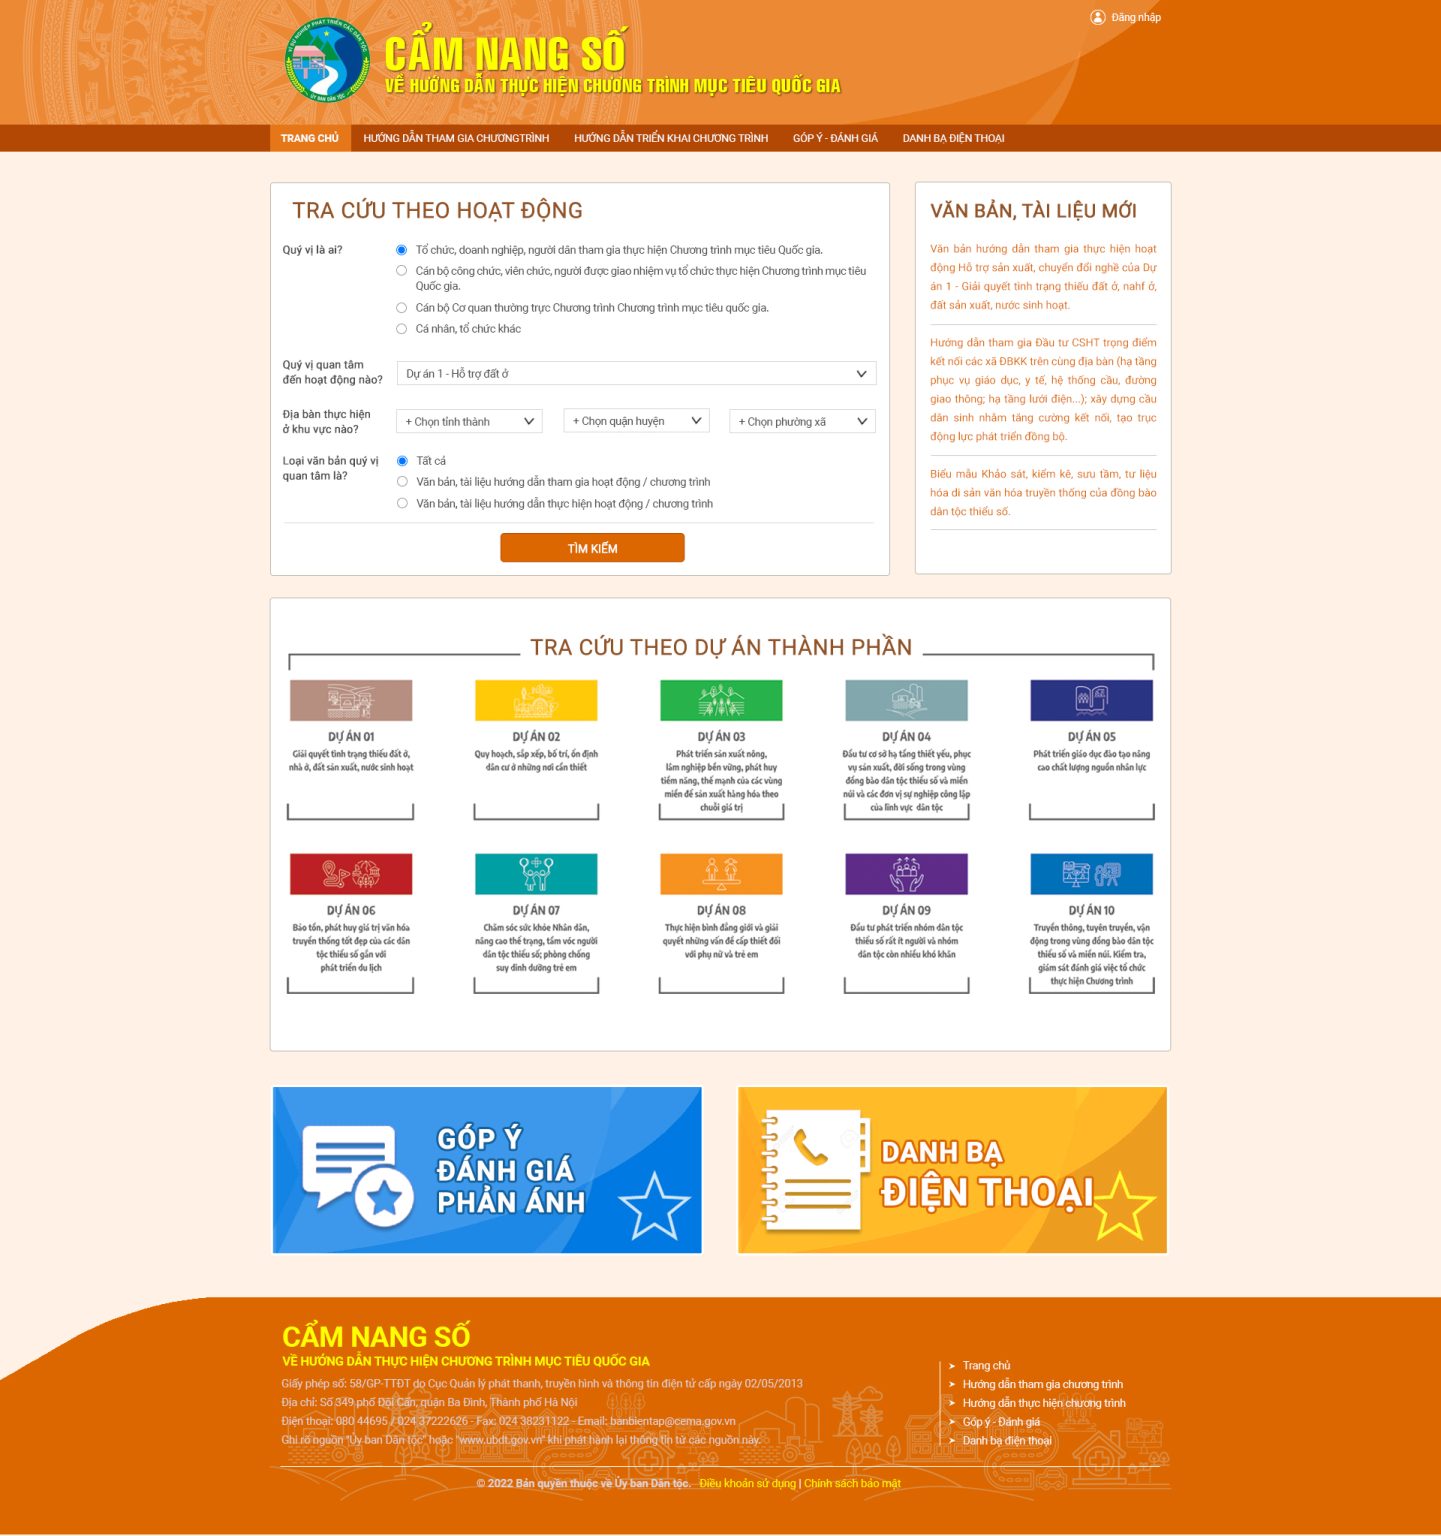 Đăng nhập
VÌ SỰ NGHIỆP PHÁT TRIỂN CÁC DÂN TỘC
ỦY BAN DÂN TỘC
CẨM NANG SỐ
VỀ HƯỚNG DẪN THỰC HIỆN CHƯƠNG TRÌNH MỤC TIÊU QUỐC GIA
TRANG CHỦ
HƯỚNG DẪN THAM GIA CHƯƠNGTRÌNH
HƯỚNG DẪN TRIỂN KHAI CHƯƠNG TRÌNH
GÓP Ý - ĐÁNH GIÁ
DANH BẠ ĐIỆN THOẠI
TRA CỨU THEO HOẠT ĐỘNG
Quý vị là ai?
Tổ chức, doanh nghiệp, người dân tham gia thực hiện Chương trình mục tiêu Quốc gia.
Cán bộ công chức, viên chức, người được giao nhiệm vụ tổ chức thực hiện Chương trình mục tiêu
Quốc gia.
Cán bộ Cơ quan thường trực Chương trình Chương trình mục tiêu quốc gia.
Cá nhân, tổ chức khác
Quý vị quan tâm
đến hoạt động nào?
Dự án 1 - Hỗ trợ đất ở
Địa bàn thực hiện
ở khu vực nào?
+ Chọn tỉnh thành
+ Chọn quận huyện
+ Chọn phường xã
Loại văn bản quý vị
quan tâm là?
Tất cả
Văn bản, tài liệu hướng dẫn tham gia hoạt động / chương trình
Văn bản, tài liệu hướng dẫn thực hiện hoạt động / chương trình
TÌM KIẾM
VĂN BẢN, TÀI LIỆU MỚI
Văn bản hướng dẫn tham gia thực hiện hoạt
động Hỗ trợ sản xuất, chuyển đổi nghề của Dự
án 1 - Giải quyết tình trạng thiếu đất ở, nahf ở,
đất sản xuất, nước sinh hoạt.
Hướng dẫn tham gia Đầu tư CSHT trọng điểm
kết nối các xã ĐBKK trên cùng địa bàn (hạ tầng
phục vụ giáo dục, y tế, hệ thống cầu, đường
giao thông; hạ tầng lưới điện...); xây dựng cầu
dân sinh nhằm tăng cường kết nối, tạo trục
động lực phát triển đồng bộ.
Biểu mẫu Khảo sát, kiểm kê, sưu tầm, tư liệu
hóa di sản văn hóa truyền thống của đồng bào
dân tộc thiểu số.
TRA CỨU THEO DỰ ÁN THÀNH PHẦN
DỰ ÁN 01
Giải quyết tình trạng thiếu đất ở,
nhà ở, đất sản xuất, nước sinh hoạt
DỰ ÁN 02
Quy hoạch, sắp xếp, bố trí, ổn định
dân cư ở những nơi cần thiết
DỰ ÁN 03
Phát triển sản xuất nông,
lâm nghiệp bền vững, phát huy
tiềm năng, thế mạnh của các vùng
miền để sản xuất hàng hóa theo
chuỗi giá trị
DỰ ÁN 04
Đầu tư cơ sở hạ tầng thiết yếu, phục
vụ sản xuất, đời sống trong vùng
đồng bào dân tộc thiểu số và miền
núi và các đơn vị sự nghiệp công lập
của lĩnh vực dân tộc
DỰ ÁN 05
Phát triển giáo dục đào tạo nâng
cao chất lượng nguồn nhân lực
DỰ ÁN 06
Bảo tồn, phát huy giá trị văn hóa
truyền thống tốt đẹp của các dân
tộc thiểu số gắn với
phát triển du lịch
DỰ ÁN 07
Chăm sóc sức khỏe Nhân dân,
nâng cao thể trạng, tầm vóc người
dân tộc thiểu số; phòng chống
suy dinh dưỡng trẻ em
DỰ ÁN 08
Thực hiện bình đẳng giới và giải
quyết những vấn đề cấp thiết đối
với phụ nữ và trẻ em
DỰ ÁN 09
Đầu tư phát triển nhóm dân tộc
thiểu số rất ít người và nhóm
dân tộc còn nhiều khó khăn
DỰ ÁN 10
Truyền thông, tuyên truyền, vận
động trong vùng đồng bào dân tộc
thiểu số và miền núi. Kiểm tra,
giám sát đánh giá việc tổ chức
thực hiện Chương trình
GÓP Ý
ĐÁNH GIÁ
PHẢN ÁNH
DANH BẠ
ĐIỆN THOẠI
CẨM NANG SỐ
VỀ HƯỚNG DẪN THỰC HIỆN CHƯƠNG TRÌNH MỤC TIÊU QUỐC GIA
Giấy phép số: 58/GP-TTĐT do Cục Quản lý phát thanh, truyền hình và thông tin điện tử cấp ngày 02/05/2013
Địa chỉ: Số 349 phố Đội Cấn, quận Ba Đình, Thành phố Hà Nội
Điện thoại: 080 44695 / 024 37222626 - Fax: 024 38231122 - Email: banbientap@cema.gov.vn
Ghi rõ nguồn "Ủy ban Dân tộc" hoặc "www.ubdt.gov.vn" khi phát hành lại thông tin từ các nguồn này.
Trang chủ
Hướng dẫn tham gia chương trình
Hướng dẫn thực hiện chương trình
Góp ý - Đánh giá
Danh bạ điện thoại
© 2022 Bản quyền thuộc về Ủy ban Dân tộc. Điều khoản sử dụng | Chính sách bảo mật